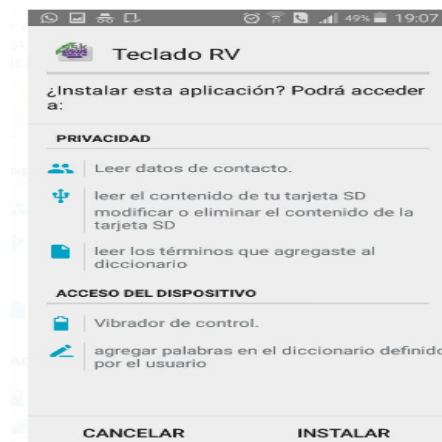 49% 19:07
Teclado RV
¿Instalar esta aplicación? Podrá acceder
a:
PRIVACIDAD
Leer datos de contacto.
leer el contenido de tu tarjeta SD
modificar o eliminar el contenido de la
tarjeta SD
leer los términos que agregaste al
diccionario
ACCESO DEL DISPOSITIVO
Vibrador de control.
agregar palabras en el diccionario definido
por el usuario
CANCELAR INSTALAR